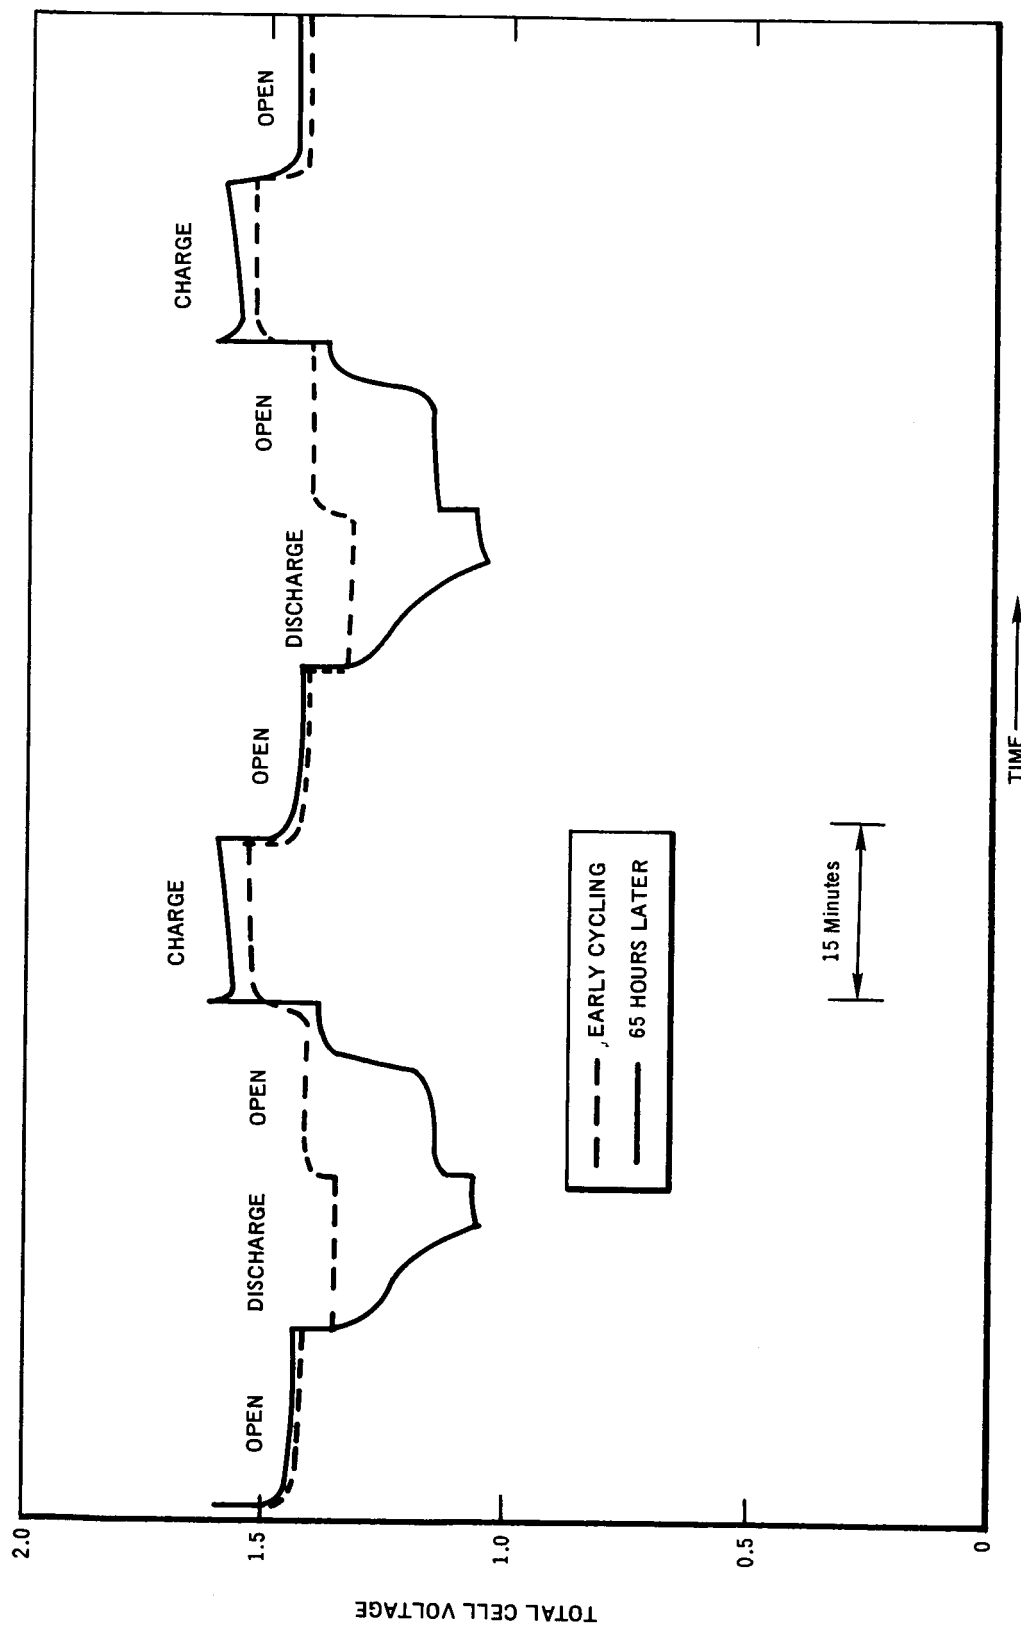 2.0
1.5
1.0
0.5
0
TOTAL CELL VOLTAGE
OPEN
DISCHARGE
OPEN
CHARGE
OPEN
DISCHARGE
OPEN
CHARGE
OPEN
EARLY CYCLING
65 HOURS LATER
15 Minutes
TIME